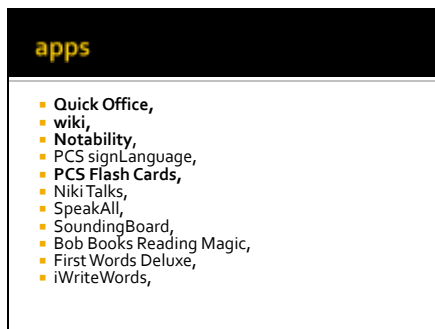 apps
Quick Office,
wiki,
Notability,
PCS signLanguage,
PCS Flash Cards,
Niki Talks,
SpeakAll,
SoundingBoard,
Bob Books Reading Magic,
First Words Deluxe,
iWriteWords,